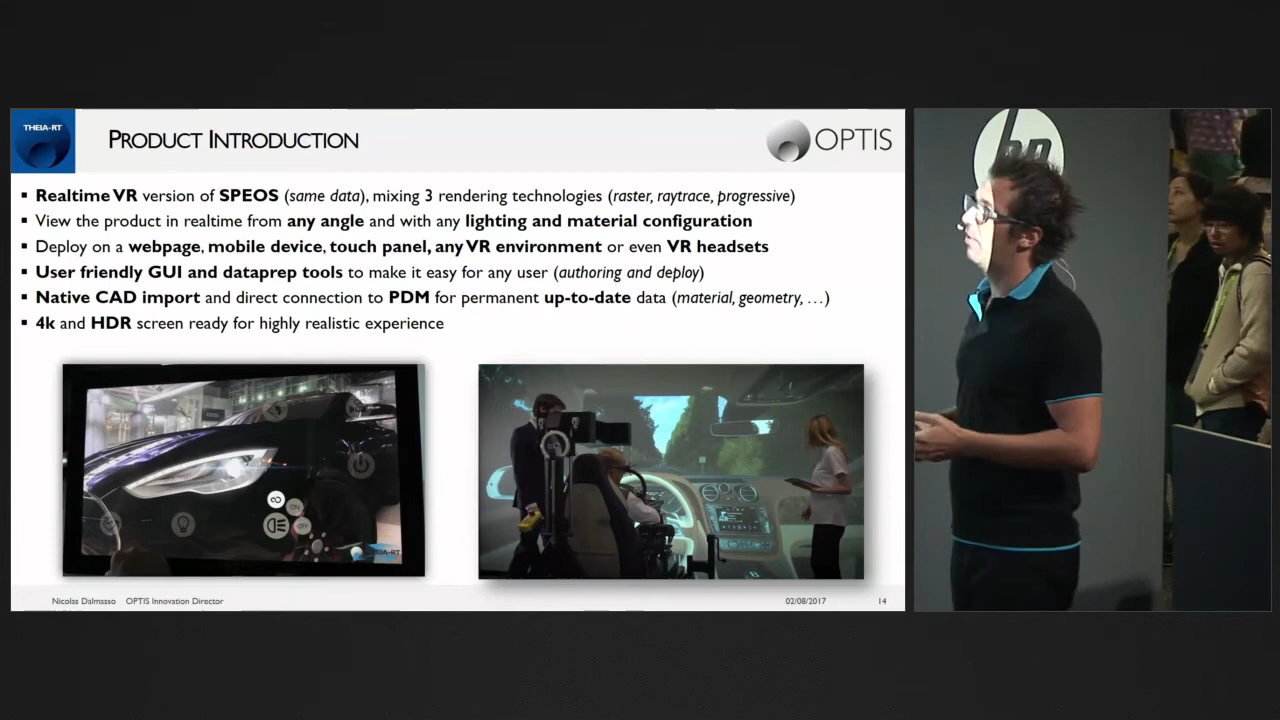 THEIA-RT
PRODUCT INTRODUCTION
OPTIS
hp
▪ Realtime VR version of SPEOS (same data), mixing 3 rendering technologies (raster, raytrace, progressive)
▪ View the product in realtime from any angle and with any lighting and material configuration
▪ Deploy on a webpage, mobile device, touch panel, any VR environment or even VR headsets
▪ User friendly GUI and dataprep tools to make it easy for any user (authoring and deploy)
▪ Native CAD import and direct connection to PDM for permanent up-to-date data (material, geometry, …)
▪ 4k and HDR screen ready for highly realistic experience
ON
OFF
THEIA-RT
Nicolas Dalmasso OPTIS Innovation Director 02/08/2017 14